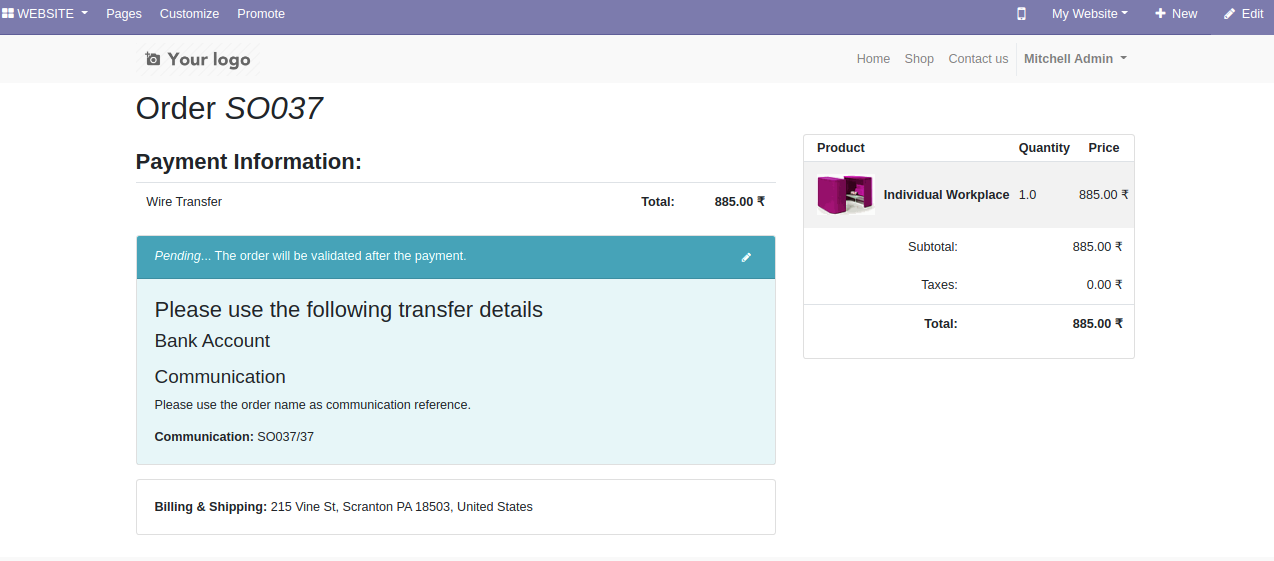 WEBSITE Pages Customize Promote My Website New Edit
Your logo Home Shop Contact us Mitchell Admin
Order SO037
Payment Information:
Wire Transfer Total: 885.00 ₹
Pending... The order will be validated after the payment.
Please use the following transfer details
Bank Account
Communication
Please use the order name as communication reference.
Communication: SO037/37
Billing & Shipping: 215 Vine St, Scranton PA 18503, United States
Product Quantity Price
Individual Workplace 1.0 885.00 ₹
Subtotal: 885.00 ₹
Taxes: 0.00 ₹
Total: 885.00 ₹